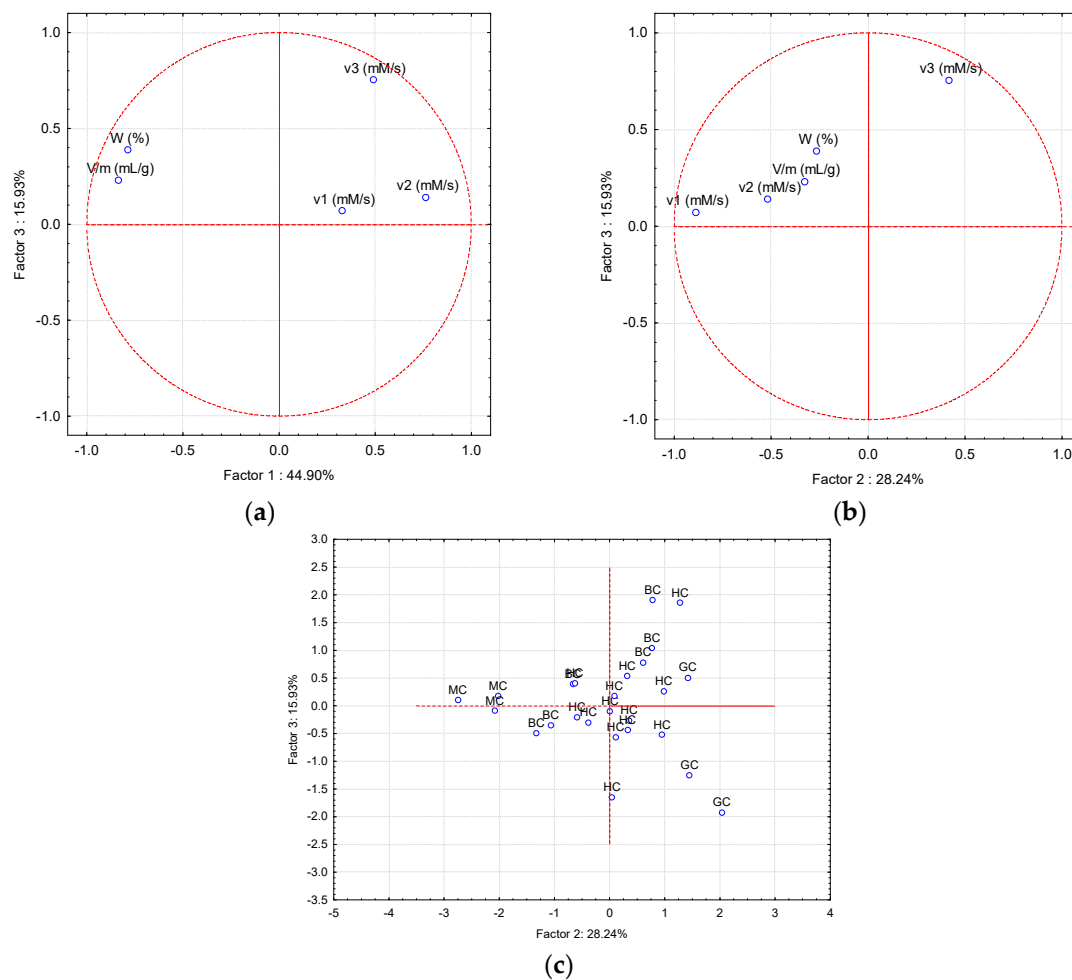 1.0
0.5
0.0
-0.5
-1.0
Factor 3 : 15.93%
v3 (mM/s)
W (%)
V/m (mL/g)
v2 (mM/s)
v1 (mM/s)
-1.0 -0.5 0.0 0.5 1.0
Factor 1 : 44.90%
(a)
1.0
0.5
0.0
-0.5
-1.0
Factor 3 : 15.93%
v3 (mM/s)
W (%)
V/m (mL/g)
v2 (mM/s)
v1 (mM/s)
-1.0 -0.5 0.0 0.5 1.0
Factor 2 : 28.24%
(b)
3.0
2.5
2.0
1.5
1.0
0.5
0.0
-0.5
-1.0
-1.5
-2.0
-2.5
-3.0
-3.5
Factor 3: 15.93%
BC HC
BC
BC
HC GC
BC HC
HC
MC MC HC
MC HC
HC HC HC
BC BC HC
HC HC
GC
HC
GC
-5 -4 -3 -2 -1 0 1 2 3 4
Factor 2: 28.24%
(c)